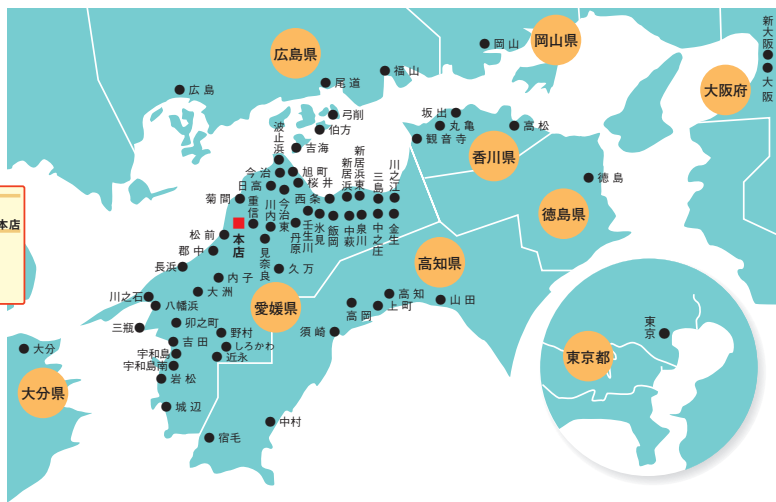 広島県
岡山県
大阪府
香川県
徳島県
高知県
愛媛県
大分県
東京都
新大阪
大阪
岡山
福山
尾道
広島
弓削
伯方
吉海
波止浜
今治
旭町
桜井
日高
今治東
菊間
重信
川内
西条
新居浜
新居浜東
三島
川之江
本店
本店
松前
郡中
長浜
見奈良
丹原
壬生川
氷見
飯岡
中萩
泉川
中之庄
金生
久万
内子
大洲
川之石
八幡浜
三瓶
卯之町
野村
しろかわ
近永
吉田
宇和島
宇和島南
岩松
城辺
宿毛
中村
須崎
高岡
高知
上町
山田
坂出
丸亀
観音寺
高松
徳島
大分
東京